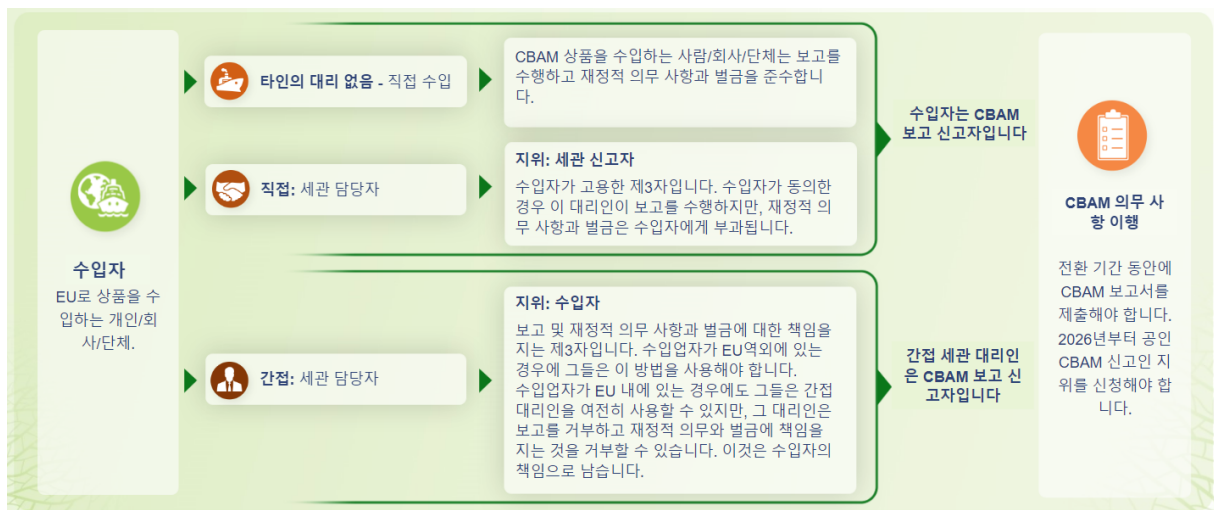 수입자
EU로 상품을 수
입하는 개인/회
사/단체.
타인의 대리 없음 - 직접 수입
CBAM 상품을 수입하는 사람/회사/단체는 보고를
수행하고 재정적 의무 사항과 벌금을 준수합니
다.
직접: 세관 담당자
지위: 세관 신고자
수입자가 고용한 제3자입니다. 수입자가 동의한
경우 이 대리인이 보고를 수행하지만, 재정적 의
무 사항과 벌금은 수입자에게 부과됩니다.
수입자는 CBAM
보고 신고자입니다
간접: 세관 담당자
지위: 수입자
보고 및 재정적 의무 사항과 벌금에 대한 책임을
지는 제3자입니다. 수입업자가 EU역외에 있는
경우에 그들은 이 방법을 사용해야 합니다.
수입업자가 EU 내에 있는 경우에도 그들은 간접
대리인을 여전히 사용할 수 있지만, 그 대리인은
보고를 거부하고 재정적 의무와 벌금에 책임을
지는 것을 거부할 수 있습니다. 이것은 수입자의
책임으로 남습니다.
간접 세관 대리인
은 CBAM 보고 신
고자입니다
CBAM 의무 사
항 이행
전환 기간 동안에
CBAM 보고서를
제출해야 합니다.
2026년부터 공인
CBAM 신고인 지
위를 신청해야 합
니다.